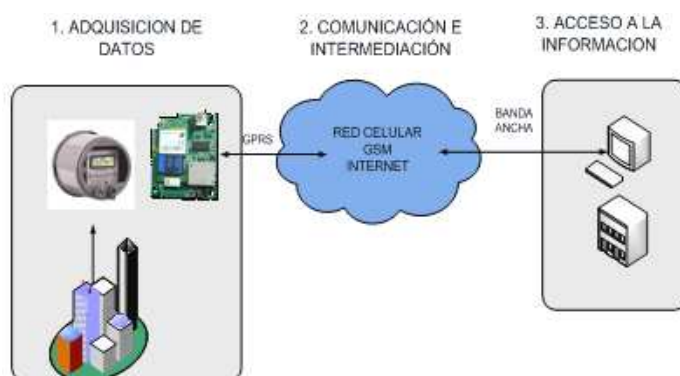 1. ADQUISICION DE
DATOS
2. COMUNICACIÓN E
INTERMEDIACIÓN
3. ACCESO A LA
INFORMACION
GPRS
RED CELULAR
GSM
INTERNET
BANDA
ANCHA